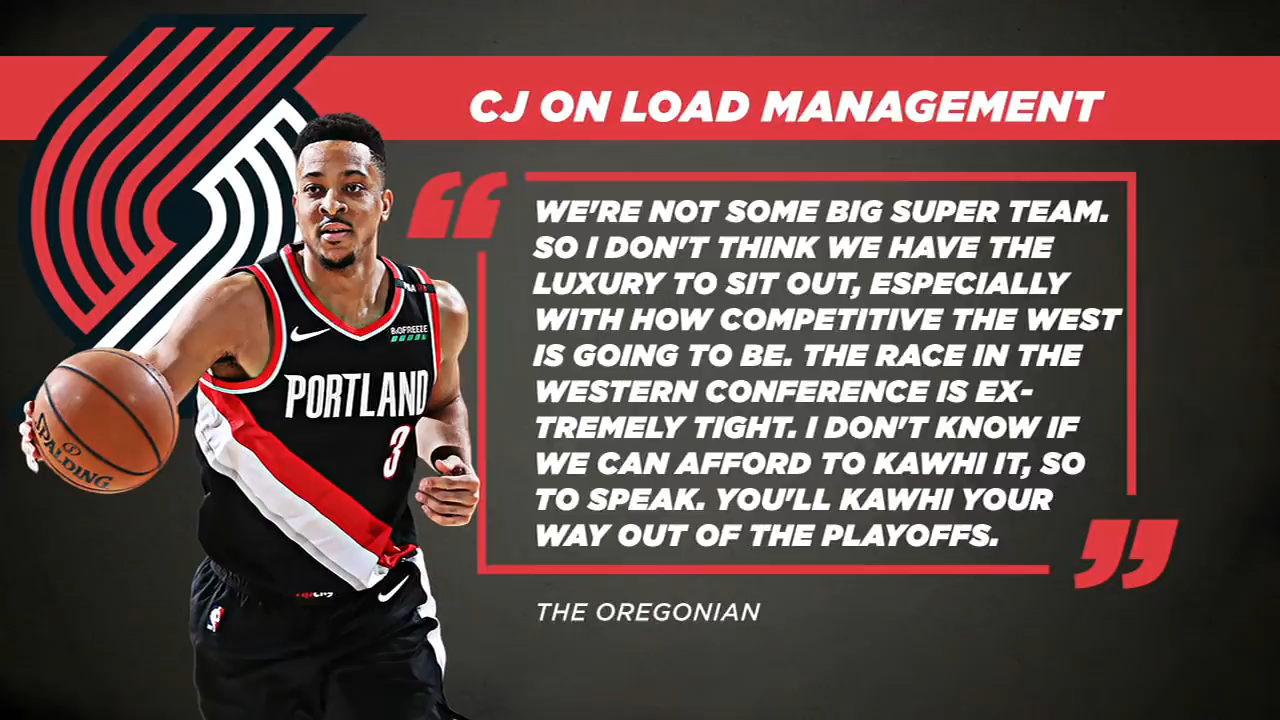 CJ ON LOAD MANAGEMENT
WE'RE NOT SOME BIG SUPER TEAM.
SO I DON'T THINK WE HAVE THE
LUXURY TO SIT OUT, ESPECIALLY
WITH HOW COMPETITIVE THE WEST
IS GOING TO BE. THE RACE IN THE
WESTERN CONFERENCE IS EX-
TREMELY TIGHT. I DON'T KNOW IF
WE CAN AFFORD TO KAWHI IT, SO
TO SPEAK. YOU'LL KAWHI YOUR
WAY OUT OF THE PLAYOFFS.
THE OREGONIAN
BIOFREEZE
PORTLAND
3
SPALDING